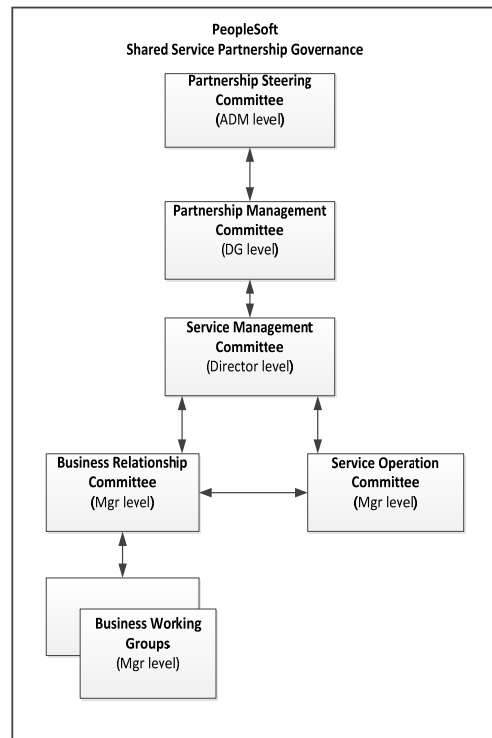 PeopleSoft
Shared Service Partnership Governance
Partnership Steering
Committee
(ADM level)
Partnership Management
Committee
(DG level)
Service Management
Committee
(Director level)
Business Relationship
Committee
(Mgr level)
Service Operation
Committee
(Mgr level)
Business Working
Groups
(Mgr level)